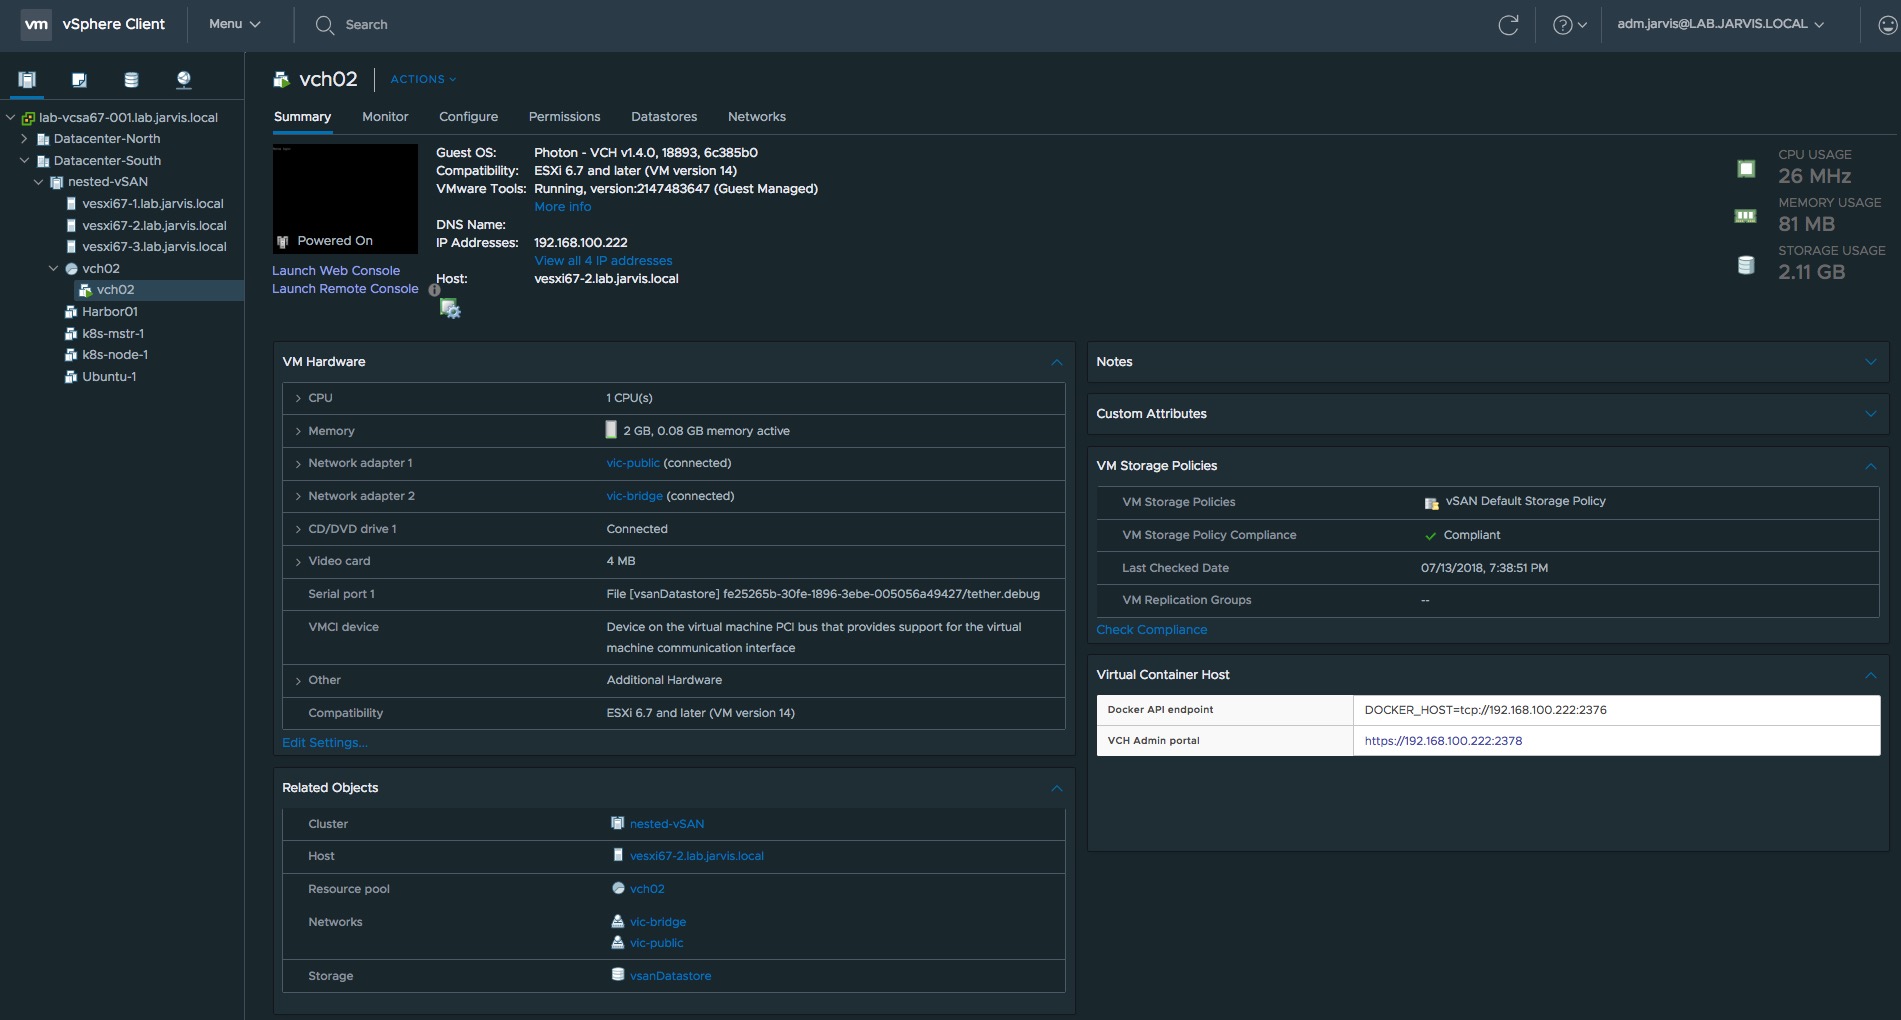 vm vSphere Client Menu Search adm.jarvis@LAB.JARVIS.LOCAL
lab-vcsa67-001.lab.jarvis.local
Datacenter-North
Datacenter-South
nested-vSAN
vesxi67-1.lab.jarvis.local
vesxi67-2.lab.jarvis.local
vesxi67-3.lab.jarvis.local
vch02
vch02
Harbor01
k8s-mstr-1
k8s-node-1
Ubuntu-1
vch02 ACTIONS
Summary Monitor Configure Permissions Datastores Networks
Powered On
Launch Web Console
Launch Remote Console
Guest OS: Photon - VCH v1.4.0, 18893, 6c385b0
Compatibility: ESXi 6.7 and later (VM version 14)
VMware Tools: Running, version:2147483647 (Guest Managed)
More info
DNS Name:
IP Addresses: 192.168.100.222
View all 4 IP addresses
Host: vesxi67-2.lab.jarvis.local
CPU USAGE
26 MHz
MEMORY USAGE
81 MB
STORAGE USAGE
2.11 GB
VM Hardware
CPU 1 CPU(s)
Memory 2 GB, 0.08 GB memory active
Network adapter 1 vic-public (connected)
Network adapter 2 vic-bridge (connected)
CD/DVD drive 1 Connected
Video card 4 MB
Serial port 1 File [vsanDatastore] fe25265b-30fe-1896-3ebe-005056a49427/tether.debug
VMCI device Device on the virtual machine PCI bus that provides support for the virtual
machine communication interface
Other Additional Hardware
Compatibility ESXi 6.7 and later (VM version 14)
Edit Settings...
Related Objects
Cluster nested-vSAN
Host vesxi67-2.lab.jarvis.local
Resource pool vch02
Networks vic-bridge
vic-public
Storage vsanDatastore
Notes
Custom Attributes
VM Storage Policies
VM Storage Policies vSAN Default Storage Policy
VM Storage Policy Compliance Compliant
Last Checked Date 07/13/2018, 7:38:51 PM
VM Replication Groups --
Check Compliance
Virtual Container Host
Docker API endpoint DOCKER_HOST=tcp://192.168.100.222:2376
VCH Admin portal https://192.168.100.222:2378